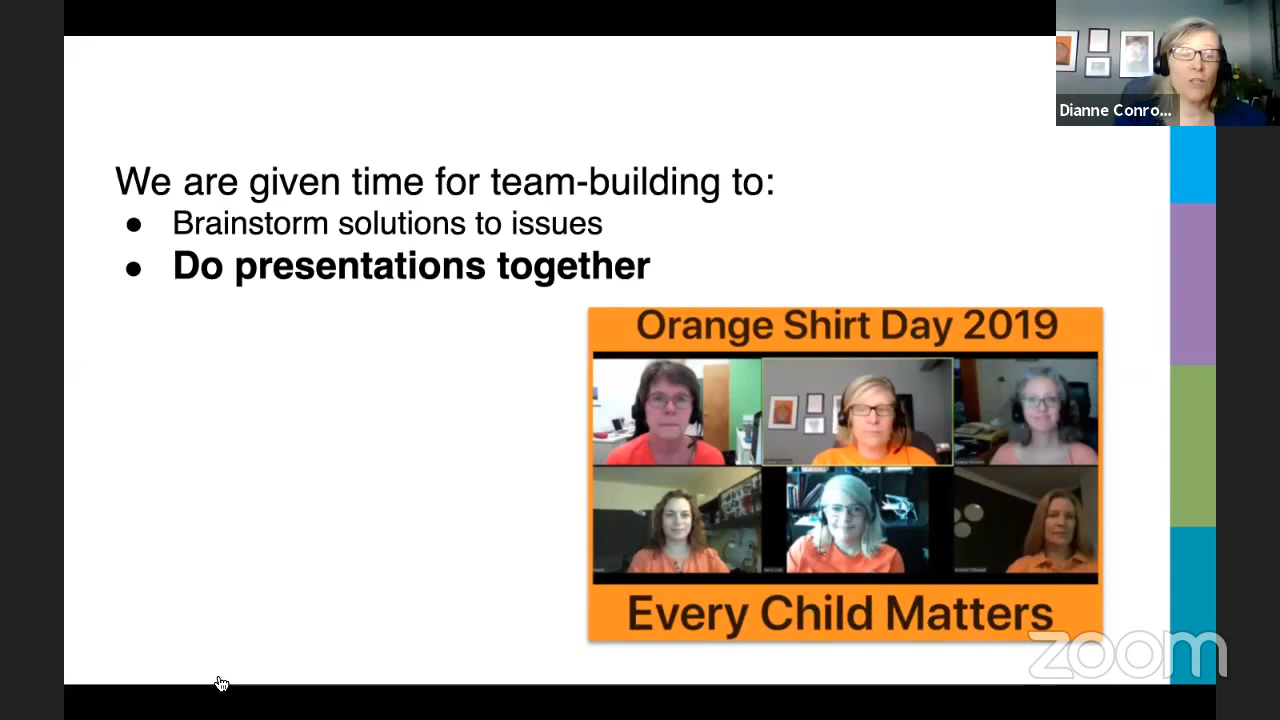 Dianne Conro...
We are given time for team-building to:
● Brainstorm solutions to issues
● Do presentations together
Orange Shirt Day 2019
Every Child Matters
zoom